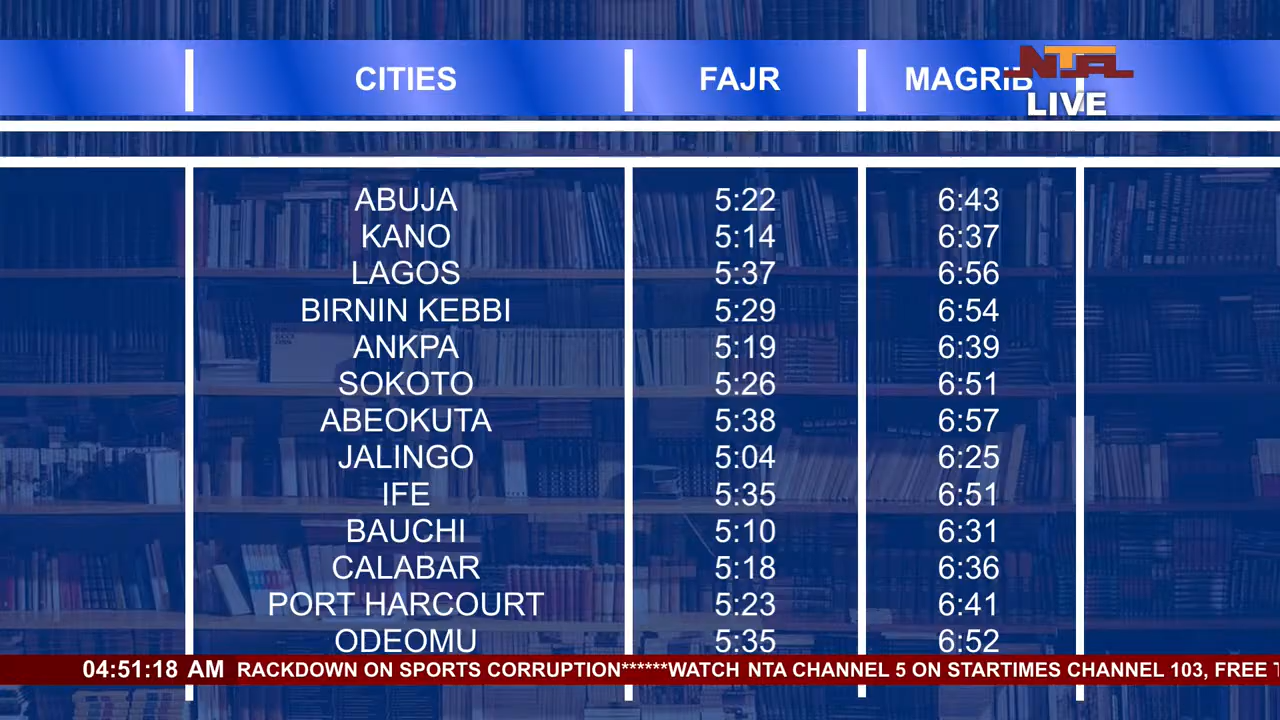 CITIES FAJR MAGRiB
NTA
LIVE
ABUJA 5:22 6:43
KANO 5:14 6:37
LAGOS 5:37 6:56
BIRNIN KEBBI 5:29 6:54
ANKPA 5:19 6:39
SOKOTO 5:26 6:51
ABEOKUTA 5:38 6:57
JALINGO 5:04 6:25
IFE 5:35 6:51
BAUCHI 5:10 6:31
CALABAR 5:18 6:36
PORT HARCOURT 5:23 6:41
ODEOMU 5:35 6:52
04:51:18 AM RACKDOWN ON SPORTS CORRUPTION******WATCH NTA CHANNEL 5 ON STARTIMES CHANNEL 103, FREE